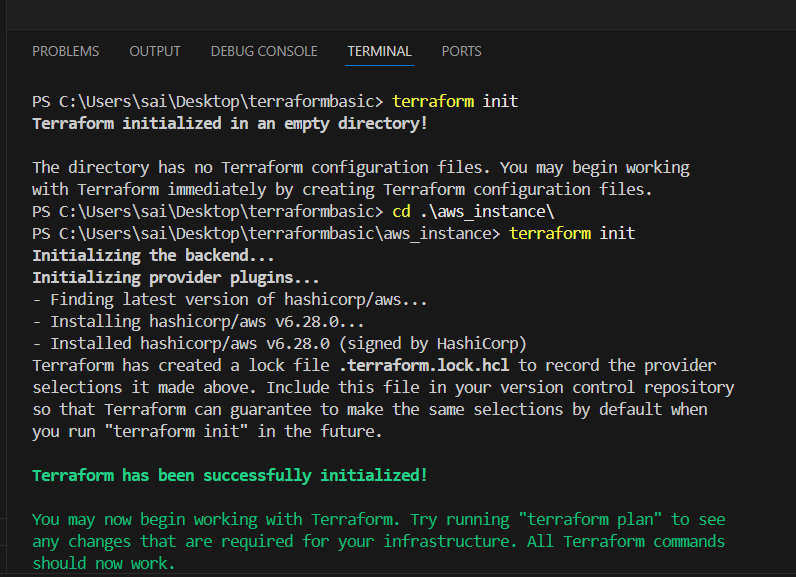 PROBLEMS OUTPUT DEBUG CONSOLE TERMINAL PORTS
PS C:\Users\sai\Desktop\terraformbasic> terraform init
Terraform initialized in an empty directory!
The directory has no Terraform configuration files. You may begin working
with Terraform immediately by creating Terraform configuration files.
PS C:\Users\sai\Desktop\terraformbasic> cd .\aws_instance\
PS C:\Users\sai\Desktop\terraformbasic\aws_instance> terraform init
Initializing the backend...
Initializing provider plugins...
- Finding latest version of hashicorp/aws...
- Installing hashicorp/aws v6.28.0...
- Installed hashicorp/aws v6.28.0 (signed by HashiCorp)
Terraform has created a lock file .terraform.lock.hcl to record the provider
selections it made above. Include this file in your version control repository
so that Terraform can guarantee to make the same selections by default when
you run "terraform init" in the future.
Terraform has been successfully initialized!
You may now begin working with Terraform. Try running "terraform plan" to see
any changes that are required for your infrastructure. All Terraform commands
should now work.